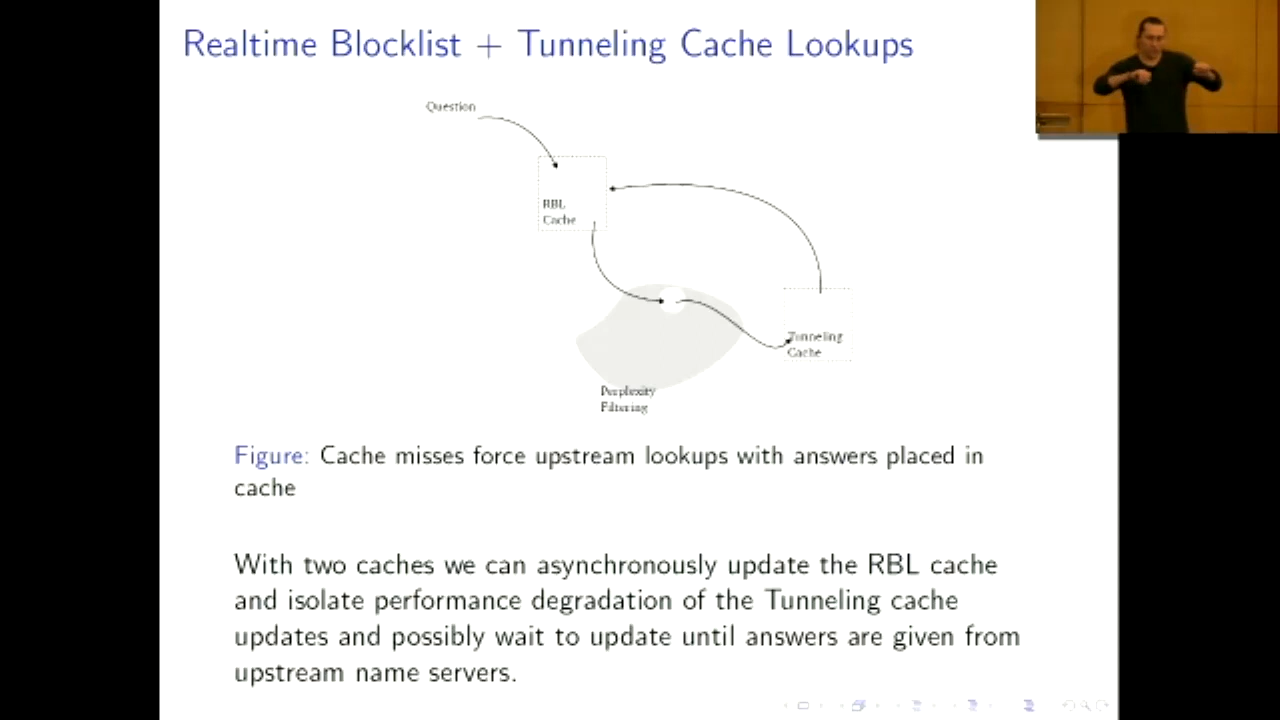 Realtime Blocklist + Tunneling Cache Lookups
Question
RBL
Cache
Tunneling
Cache
Perplexity
Filtering
Figure: Cache misses force upstream lookups with answers placed in
cache
With two caches we can asynchronously update the RBL cache
and isolate performance degradation of the Tunneling cache
updates and possibly wait to update until answers are given from
upstream name servers.